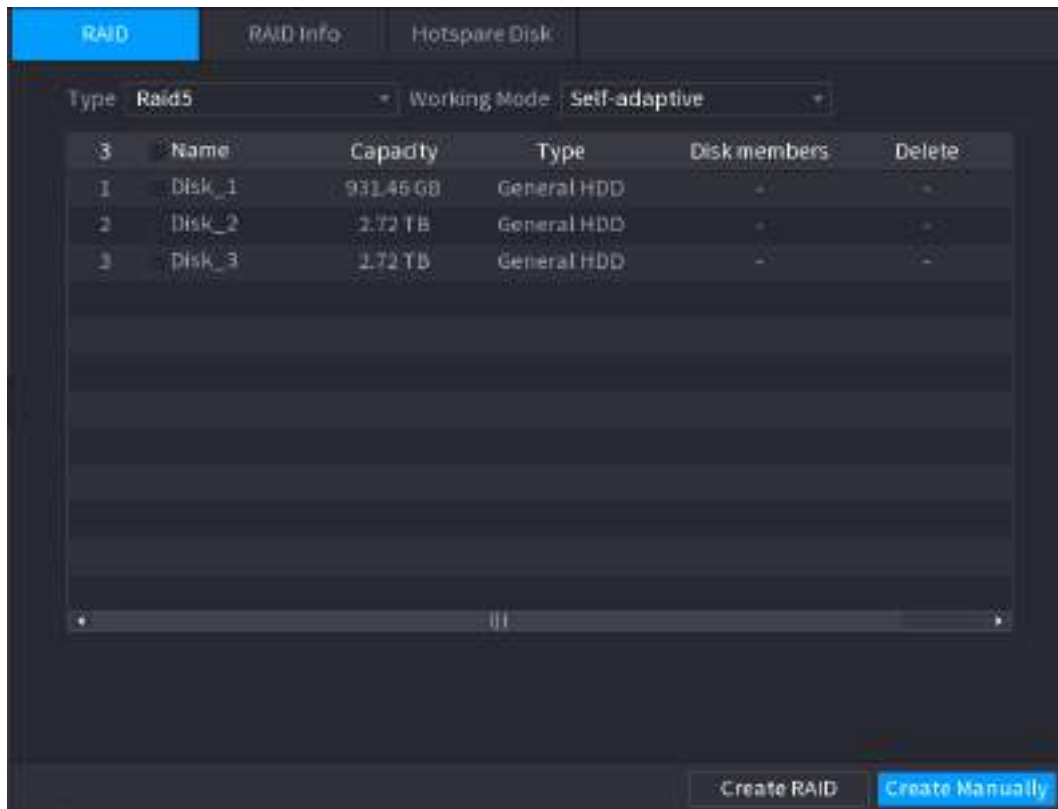 RAID RAID Info Hotspare Disk
Type Raid5 Working Mode Self-adaptive
3 Name Capacity Type Disk members Delete
1 Disk_1 931.46 GB General HDD - -
2 Disk_2 2.72 TB General HDD - -
3 Disk_3 2.72 TB General HDD - -
Create RAID Create Manually